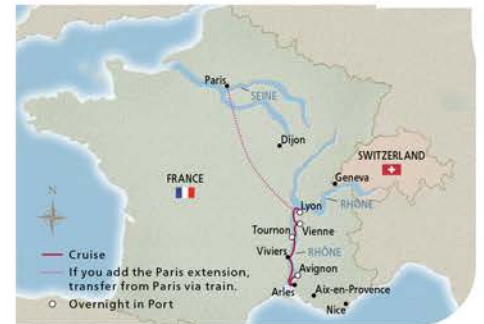 Paris
SEINE
Dijon
SWITZERLAND
FRANCE
Geneva
Lyon
RHÔNE
N
Tournon
Vienne
Cruise
Viviers
RHÔNE
If you add the Paris extension,
transfer from Paris via train.
Avignon
Overnight in Port
Arles
Aix-en-Provence
Nice